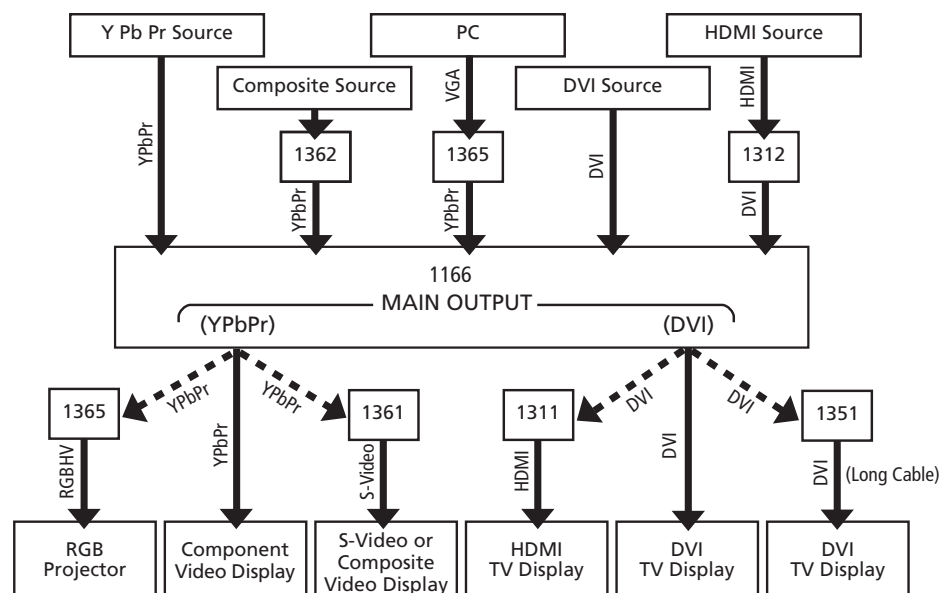 Y Pb Pr Source
PC
HDMI Source
Composite Source
DVI Source
VGA
HDMI
1362
1365
1312
YPbPr
YPbPr
YPbPr
DVI
DVI
1166
MAIN OUTPUT
(YPbPr)
(DVI)
YPbPr
YPbPr
DVI
DVI
1365
1361
1311
1351
RGBHV
YPbPr
S-Video
HDMI
DVI
DVI
(Long Cable)
RGB
Projector
Component
Video Display
S-Video or
Composite
Video Display
HDMI
TV Display
DVI
TV Display
DVI
TV Display